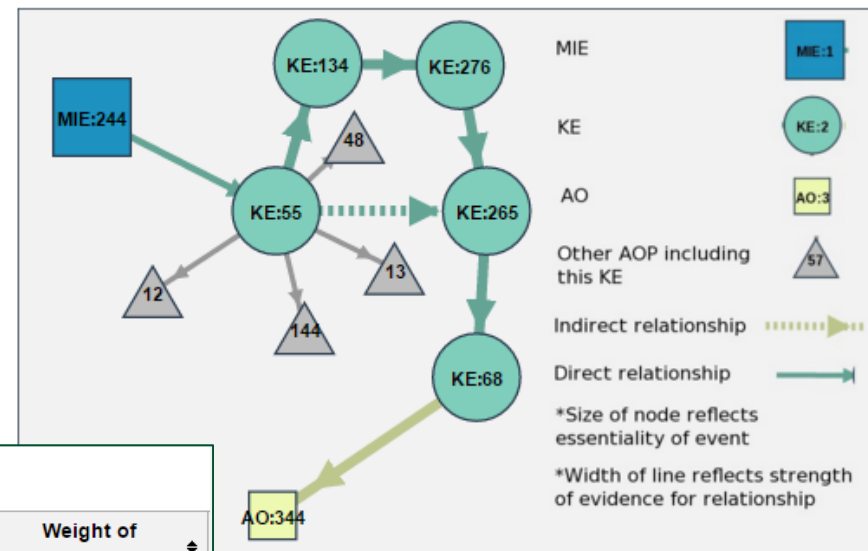 KE:134
KE:276
MIE:244
48
KE:55
KE:265
12
13
144
KE:68
AO:344
MIE
MIE:1
KE
KE:2
AO
AO:3
Other AOP including
this KE
57
Indirect relationship
Direct relationship
*Size of node reflects
essentiality of event
*Width of line reflects strength
of evidence for relationship
Weight of